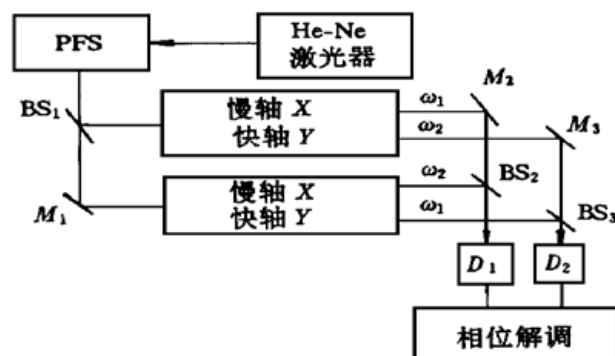 PFS
He-Ne
激光器
BS₁
慢轴 X
快轴 Y
ω₁
ω₂
M₂
M₃
M₁
慢轴 X
快轴 Y
ω₂
ω₁
BS₂
BS₃
D₁
D₂
相位解调